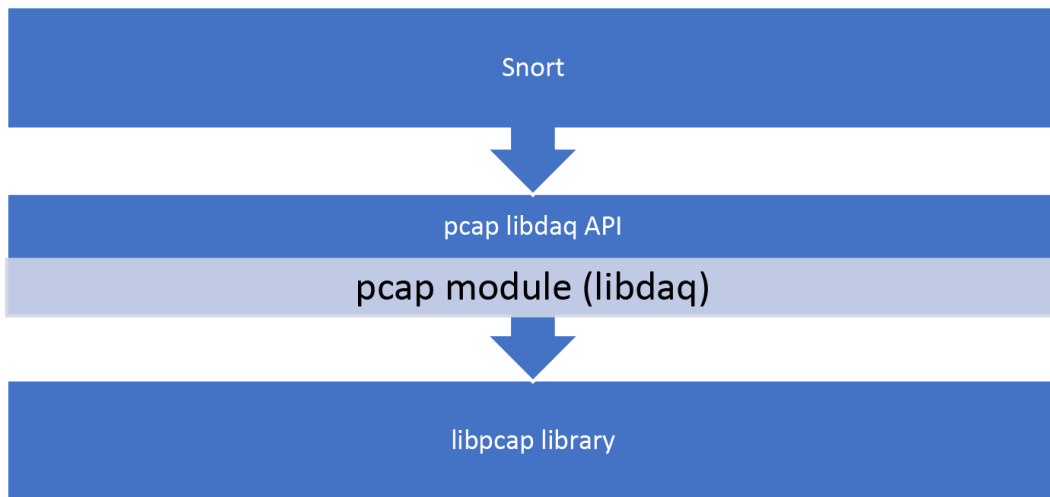 Snort
pcap libdaq API
pcap module (libdaq)
libpcap library